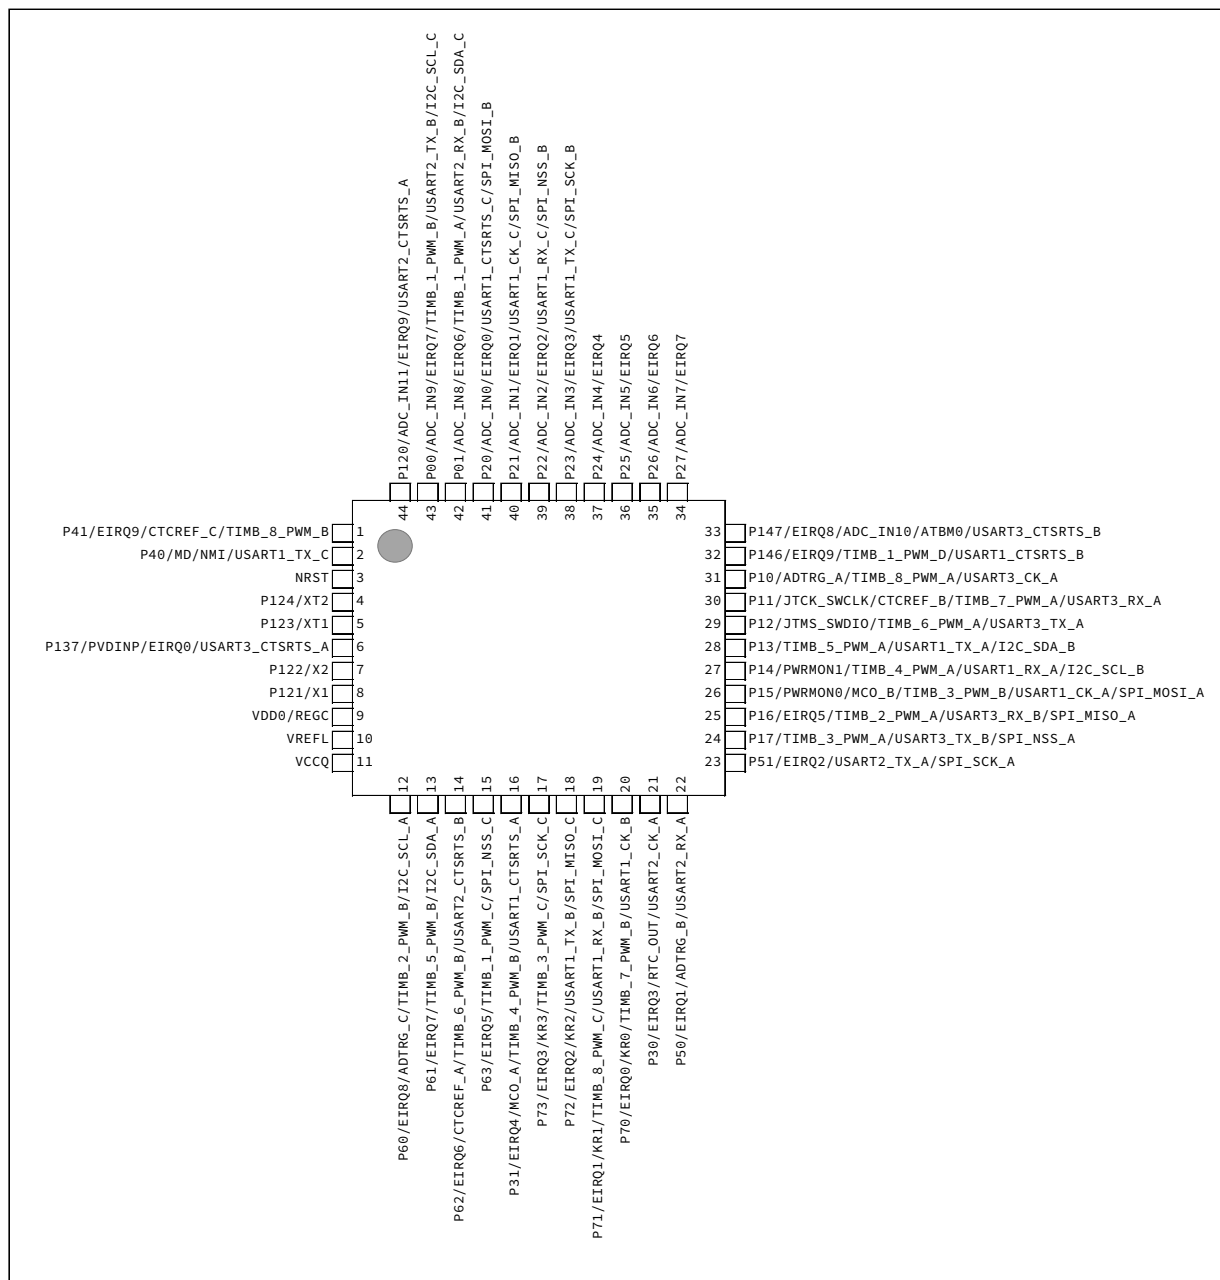 P120/ADC_IN11/EIRQ9/USART2_CTSRTS_A
P00/ADC_IN9/EIRQ7/TIMB_1_PWM_B/USART2_TX_B/I2C_SCL_C
P01/ADC_IN8/EIRQ6/TIMB_1_PWM_A/USART2_RX_B/I2C_SDA_C
P20/ADC_IN0/EIRQ0/USART1_CTSRTS_C/SPI_MOSI_B
P21/ADC_IN1/EIRQ1/USART1_CK_C/SPI_MISO_B
P22/ADC_IN2/EIRQ2/USART1_RX_C/SPI_NSS_B
P23/ADC_IN3/EIRQ3/USART1_TX_C/SPI_SCK_B
P24/ADC_IN4/EIRQ4
P25/ADC_IN5/EIRQ5
P26/ADC_IN6/EIRQ6
P27/ADC_IN7/EIRQ7
44
43
42
41
40
39
38
37
36
35
34
P41/EIRQ9/CTCREF_C/TIMB_8_PWM_B 1
P40/MD/NMI/USART1_TX_C 2
NRST 3
P124/XT2 4
P123/XT1 5
P137/PVDINP/EIRQ0/USART3_CTSRTS_A 6
P122/X2 7
P121/X1 8
VDD0/REGC 9
VREFL 10
VCCQ 11
33 P147/EIRQ8/ADC_IN10/ATBM0/USART3_CTSRTS_B
32 P146/EIRQ9/TIMB_1_PWM_D/USART1_CTSRTS_B
31 P10/ADTRG_A/TIMB_8_PWM_A/USART3_CK_A
30 P11/JTCK_SWCLK/CTCREF_B/TIMB_7_PWM_A/USART3_RX_A
29 P12/JTMS_SWDIO/TIMB_6_PWM_A/USART3_TX_A
28 P13/TIMB_5_PWM_A/USART1_TX_A/I2C_SDA_B
27 P14/PWRMON1/TIMB_4_PWM_A/USART1_RX_A/I2C_SCL_B
26 P15/PWRMON0/MCO_B/TIMB_3_PWM_B/USART1_CK_A/SPI_MOSI_A
25 P16/EIRQ5/TIMB_2_PWM_A/USART3_RX_B/SPI_MISO_A
24 P17/TIMB_3_PWM_A/USART3_TX_B/SPI_NSS_A
23 P51/EIRQ2/USART2_TX_A/SPI_SCK_A
12
13
14
15
16
17
18
19
20
21
22
P60/EIRQ8/ADTRG_C/TIMB_2_PWM_B/I2C_SCL_A
P61/EIRQ7/TIMB_5_PWM_B/I2C_SDA_A
P62/EIRQ6/CTCREF_A/TIMB_6_PWM_B/USART2_CTSRTS_B
P63/EIRQ5/TIMB_1_PWM_C/SPI_NSS_C
P31/EIRQ4/MCO_A/TIMB_4_PWM_B/USART1_CTSRTS_A
P73/EIRQ3/KR3/TIMB_3_PWM_C/SPI_SCK_C
P72/EIRQ2/KR2/USART1_TX_B/SPI_MISO_C
P71/EIRQ1/KR1/TIMB_8_PWM_C/USART1_RX_B/SPI_MOSI_C
P70/EIRQ0/KR0/TIMB_7_PWM_B/USART1_CK_B
P30/EIRQ3/RTC_OUT/USART2_CK_A
P50/EIRQ1/ADTRG_B/USART2_RX_A